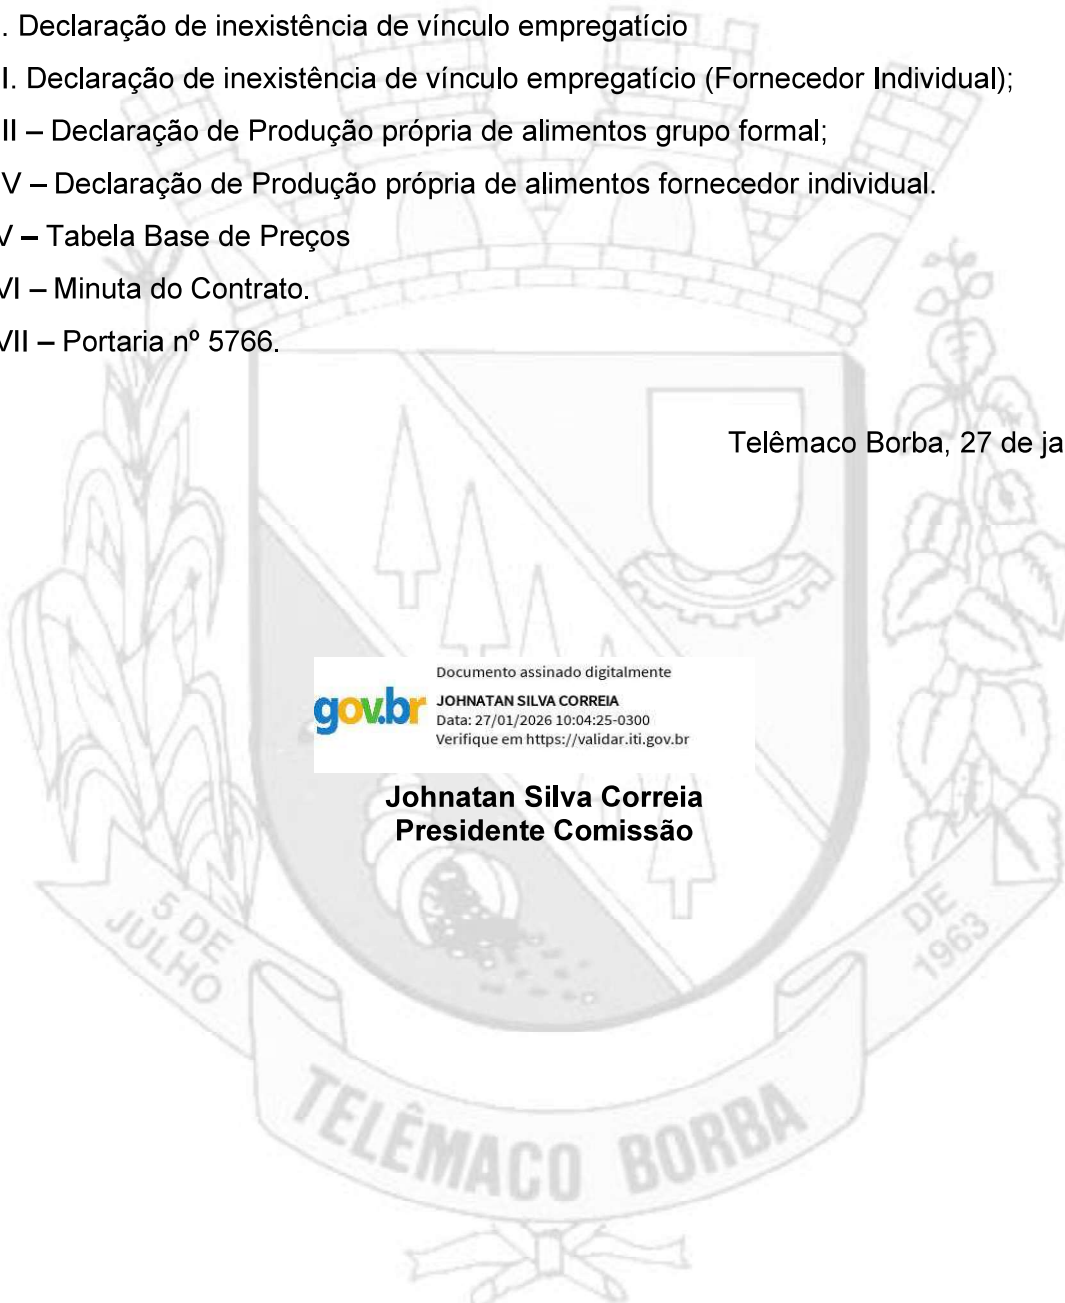 . Declaração de inexistência de vínculo empregatício
I. Declaração de inexistência de vínculo empregatício (Fornecedor Individual);
II – Declaração de Produção própria de alimentos grupo formal;
V – Declaração de Produção própria de alimentos fornecedor individual.
V – Tabela Base de Preços
VI – Minuta do Contrato.
VII – Portaria nº 5766.
Telêmaco Borba, 27 de ja
gov.br
Documento assinado digitalmente
JOHNATAN SILVA CORREIA
Data: 27/01/2026 10:04:25-0300
Verifique em https://validar.iti.gov.br
Johnatan Silva Correia
Presidente Comissão
5 DE
JULHO
DE
1963
TELÊMACO BORBA